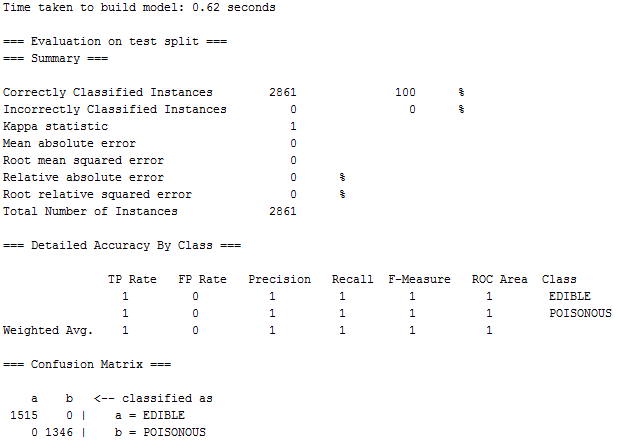 Time taken to build model: 0.62 seconds
=== Evaluation on test split ===
=== Summary ===
Correctly Classified Instances 2861 100 %
Incorrectly Classified Instances 0 0 %
Kappa statistic 1
Mean absolute error 0
Root mean squared error 0
Relative absolute error 0 %
Root relative squared error 0 %
Total Number of Instances 2861
=== Detailed Accuracy By Class ===
TP Rate FP Rate Precision Recall F-Measure ROC Area Class
1 0 1 1 1 1 EDIBLE
1 0 1 1 1 1 POISONOUS
Weighted Avg. 1 0 1 1 1 1
=== Confusion Matrix ===
a b <-- classified as
1515 0 | a = EDIBLE
0 1346 | b = POISONOUS